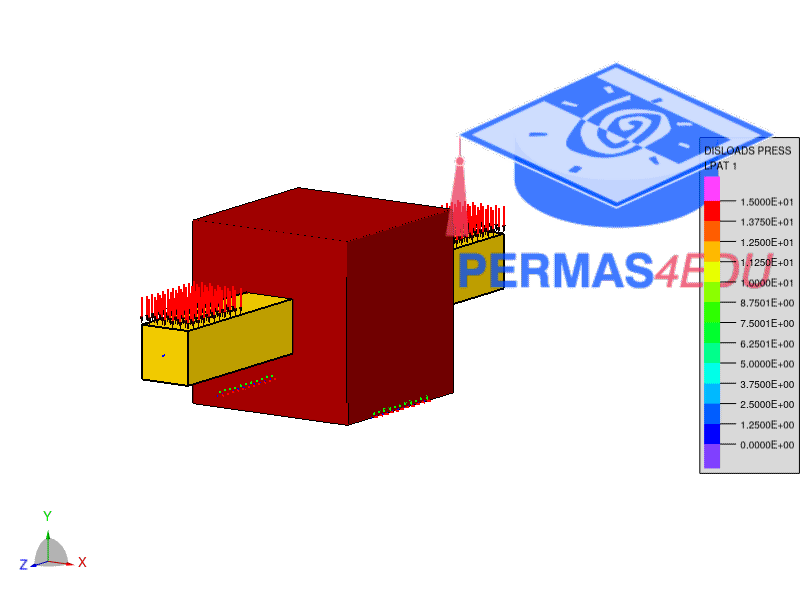 DISLOADS PRESS
LPAT 1
1.5000E+01
1.3750E+01
1.2500E+01
1.1250E+01
1.0000E+01
8.7501E+00
7.5001E+00
6.2501E+00
5.0000E+00
3.7500E+00
2.5000E+00
1.2500E+00
0.0000E+00
PERMAS4EDU
Y
Z
X